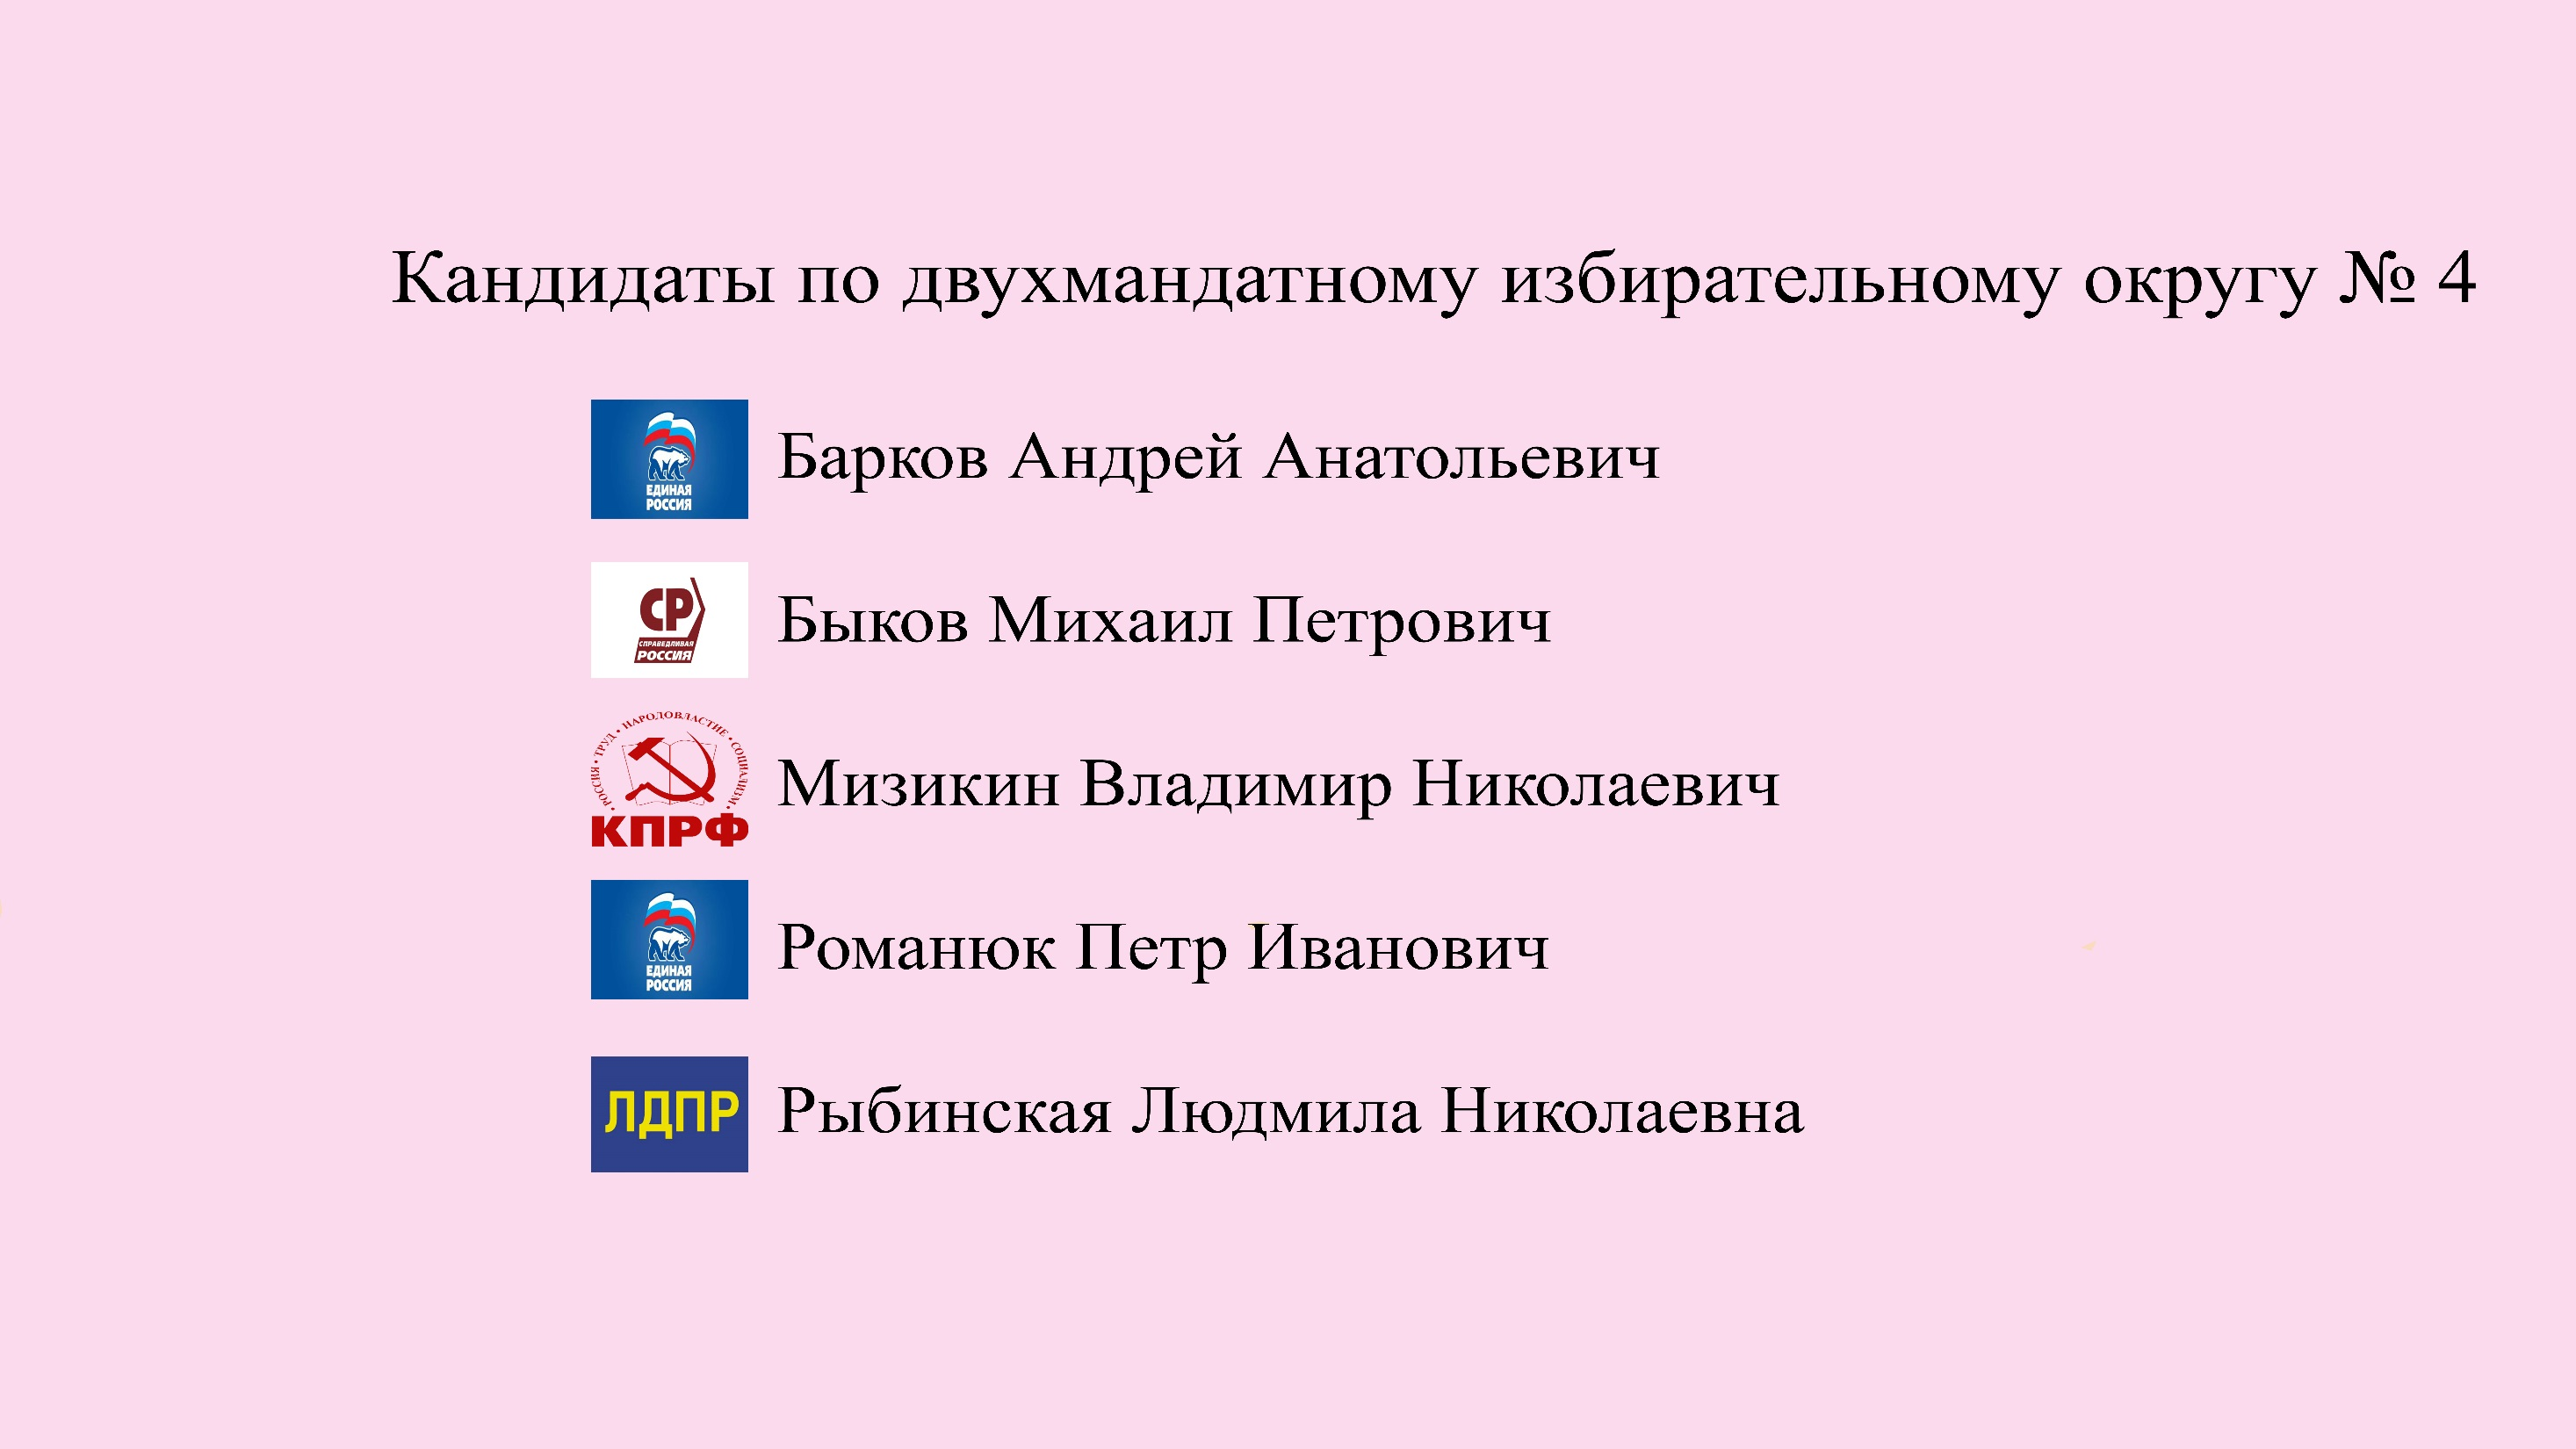 Кандидаты по двухмандатному избирательному округу № 4
ЕДИНАЯ
РОССИЯ
Барков Андрей Анатольевич
СР
СПРАВЕДЛИВАЯ
РОССИЯ
Быков Михаил Петрович
РОССИЯ • ТРУД • НАРОДОВЛАСТИЕ • СОЦИАЛИЗМ •
КПРФ
Мизикин Владимир Николаевич
ЕДИНАЯ
РОССИЯ
Романюк Петр Иванович
ЛДПР
Рыбинская Людмила Николаевна